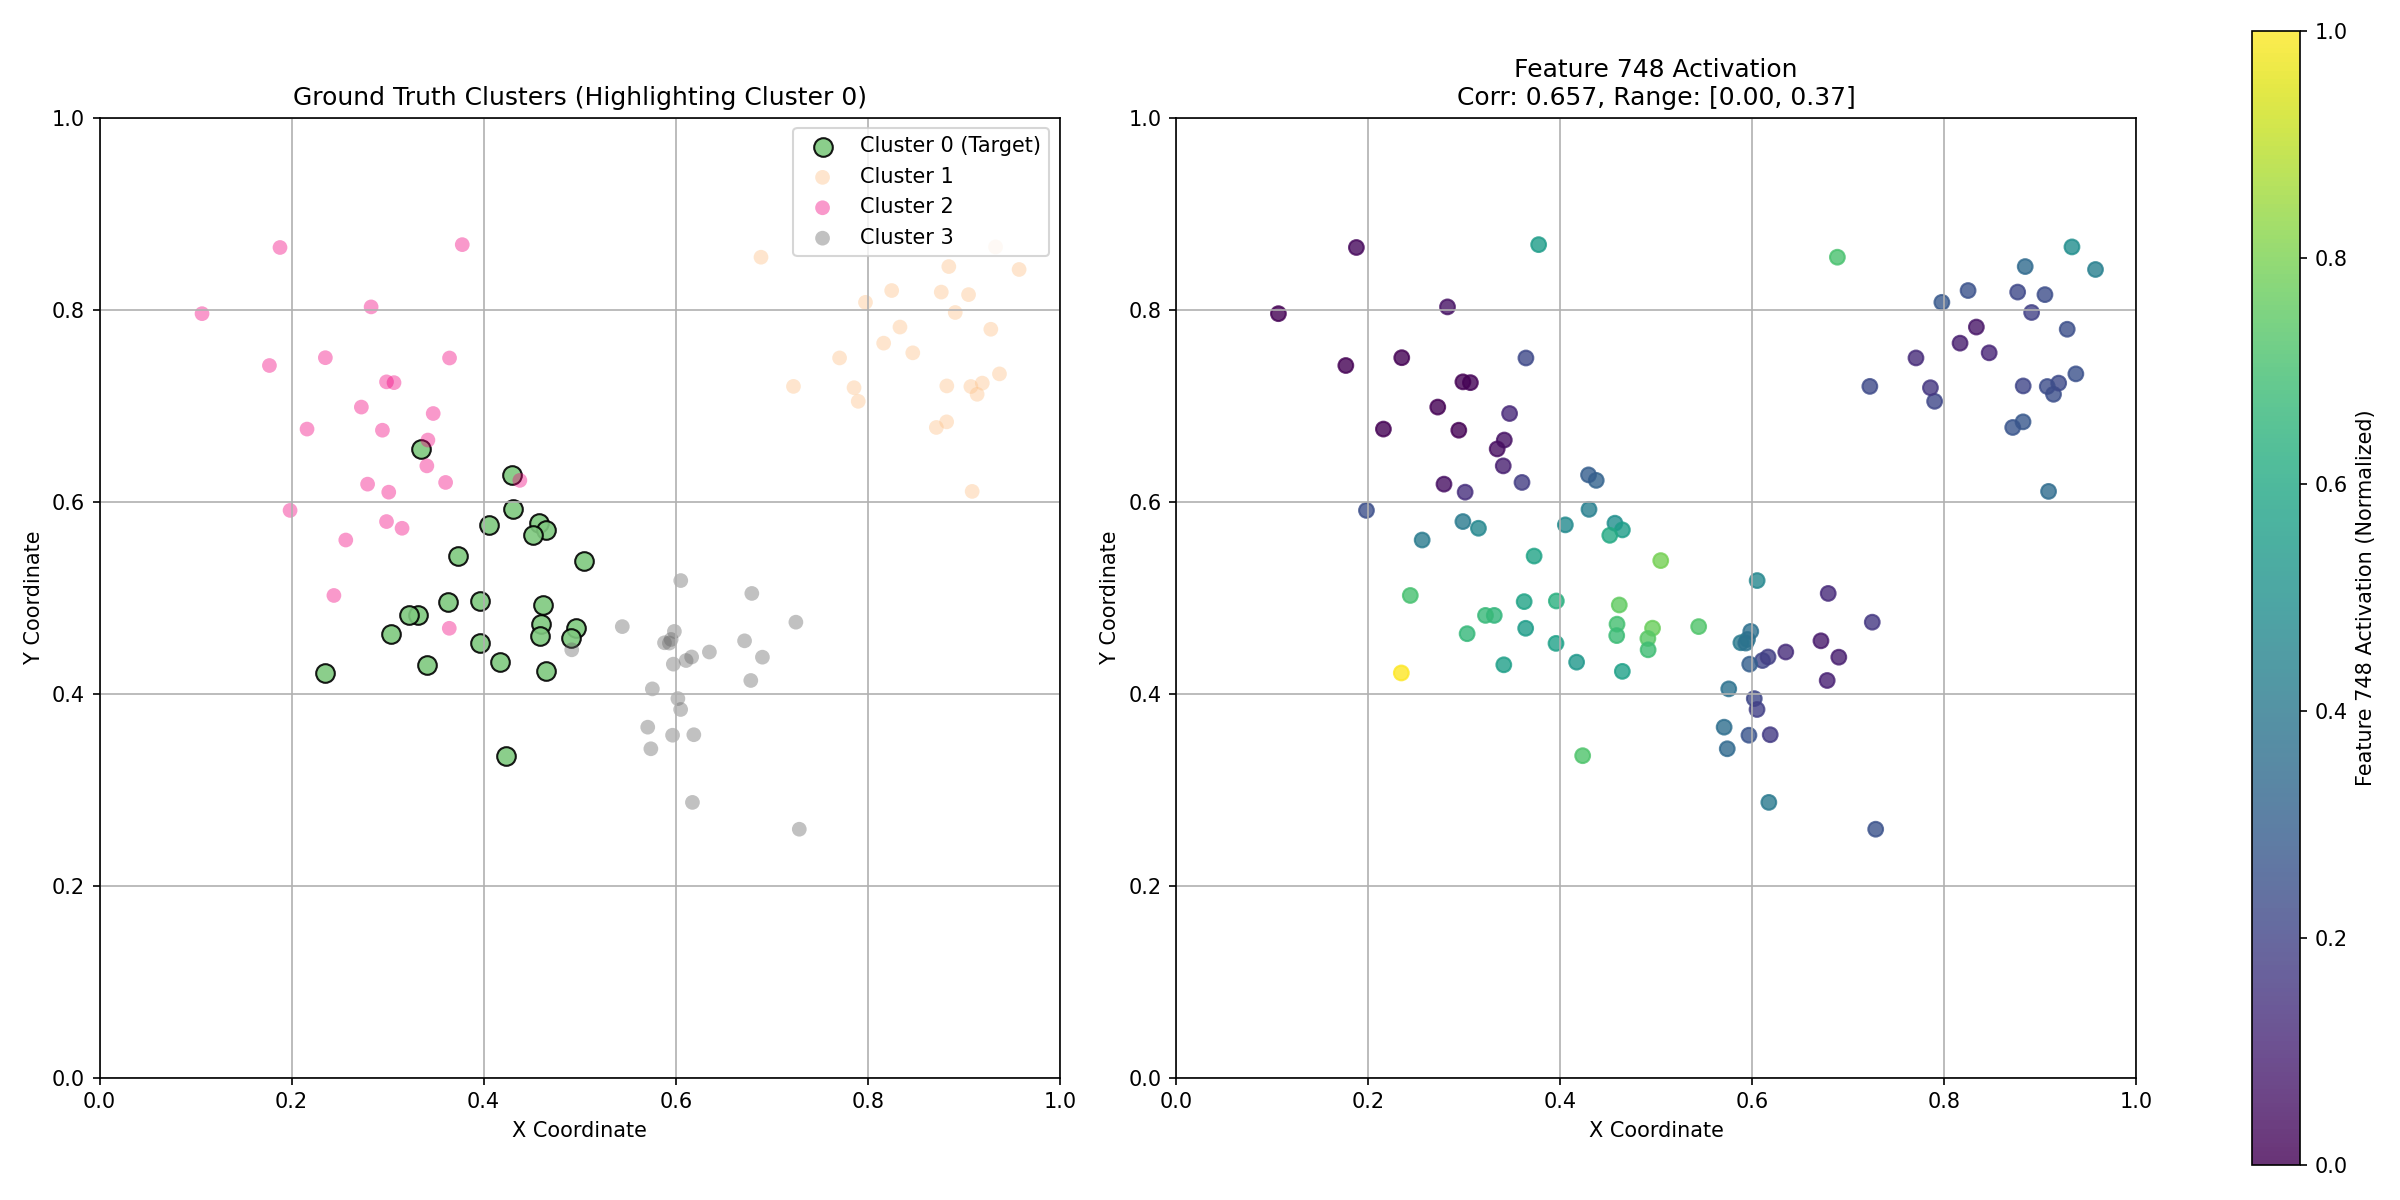 Ground Truth Clusters (Highlighting Cluster 0)
Cluster 0 (Target)
Cluster 1
Cluster 2
Cluster 3
Y Coordinate
1.0
0.8
0.6
0.4
0.2
0.0
0.0 0.2 0.4 0.6 0.8 1.0
X Coordinate
Feature 748 Activation
Corr: 0.657, Range: [0.00, 0.37]
Y Coordinate
1.0
0.8
0.6
0.4
0.2
0.0
0.0 0.2 0.4 0.6 0.8 1.0
X Coordinate
1.0
0.8
0.6
0.4
0.2
0.0
Feature 748 Activation (Normalized)